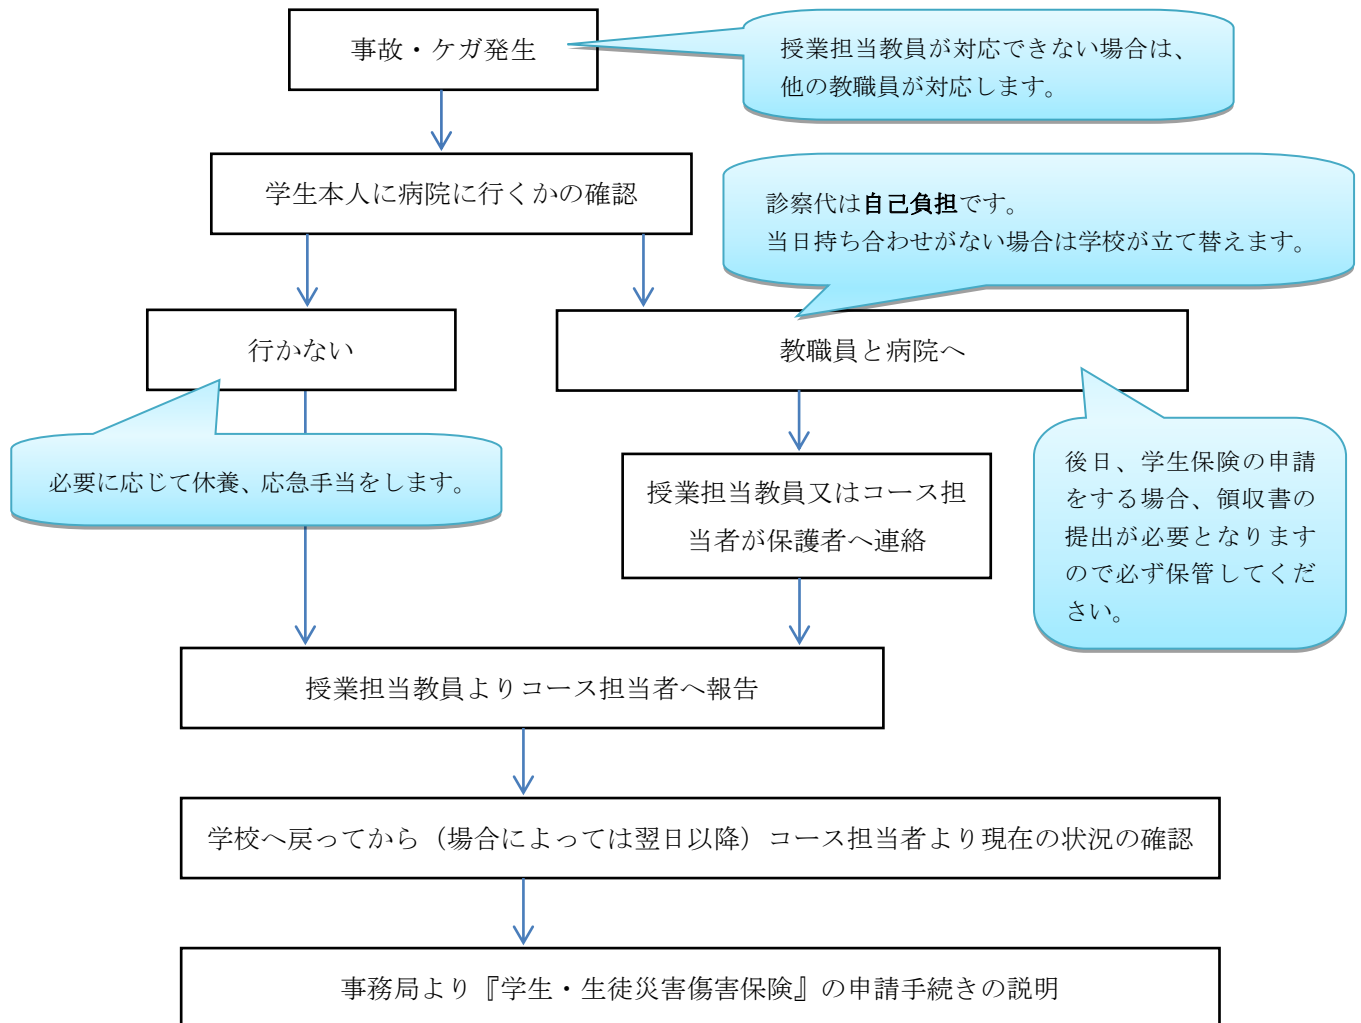 事故・ケガ発生
授業担当教員が対応できない場合は、
他の教職員が対応します。
学生本人に病院に行くかの確認
診察代は自己負担です。
当日持ち合わせがない場合は学校が立て替えます。
行かない
教職員と病院へ
必要に応じて休養、応急手当をします。
授業担当教員又はコース担
当者が保護者へ連絡
後日、学生保険の申請
をする場合、領収書の
提出が必要となります
ので必ず保管してくだ
さい。
授業担当教員よりコース担当者へ報告
学校へ戻ってから（場合によっては翌日以降）コース担当者より現在の状況の確認
事務局より『学生・生徒災害傷害保険』の申請手続きの説明